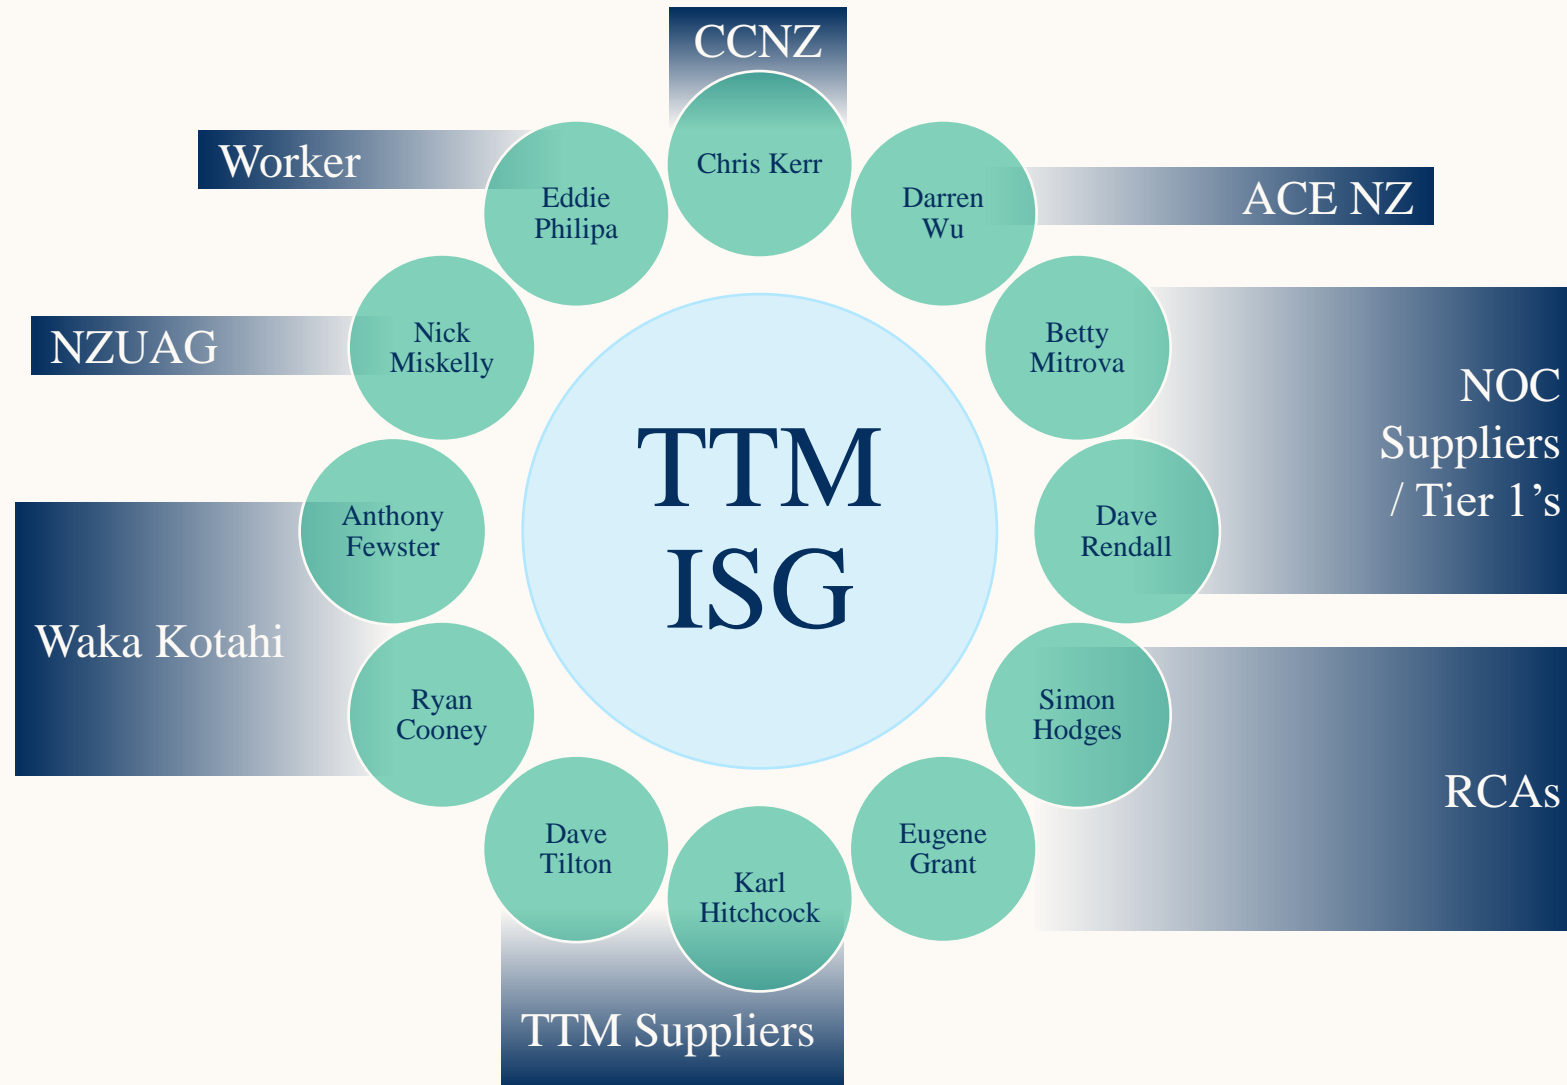 CCNZ
Chris Kerr
Worker
Eddie
Philipa
Darren
Wu
ACE NZ
NZUAG
Nick
Miskelly
Betty
Mitrova
NOC
Suppliers
/ Tier 1’s
TTM
ISG
Anthony
Fewster
Dave
Rendall
Waka Kotahi
Ryan
Cooney
Simon
Hodges
RCAs
Dave
Tilton
Karl
Hitchcock
Eugene
Grant
TTM Suppliers